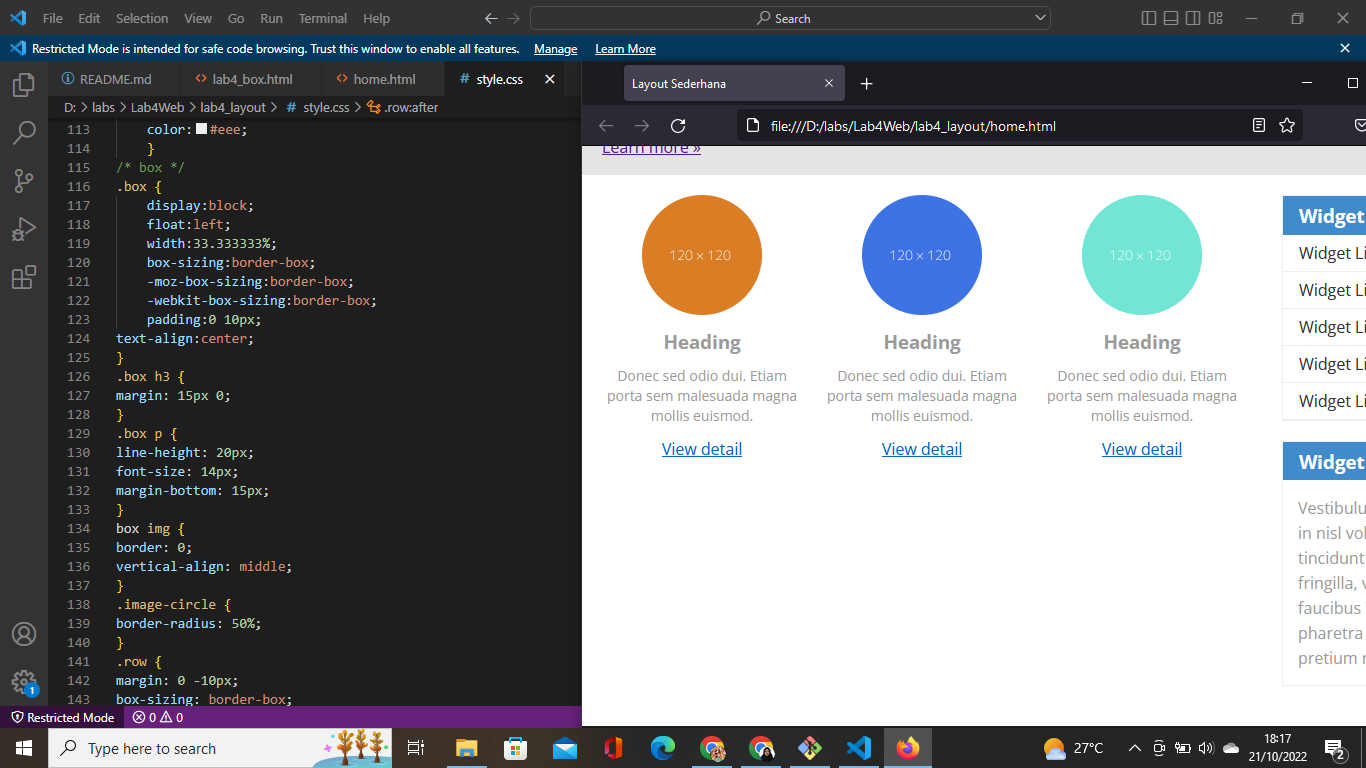 File Edit Selection View Go Run Terminal Help
Search
Restricted Mode is intended for safe code browsing. Trust this window to enable all features. Manage Learn More
README.md lab4_box.html home.html # style.css
D: > labs > Lab4Web > lab4_layout > # style.css > .row:after
113 color: #eee;
114 }
115 /* box */
116 .box {
117 display:block;
118 float:left;
119 width:33.333333%;
120 box-sizing:border-box;
121 -moz-box-sizing:border-box;
122 -webkit-box-sizing:border-box;
123 padding:0 10px;
124 text-align:center;
125 }
126 .box h3 {
127 margin: 15px 0;
128 }
129 .box p {
130 line-height: 20px;
131 font-size: 14px;
132 margin-bottom: 15px;
133 }
134 box img {
135 border: 0;
136 vertical-align: middle;
137 }
138 .image-circle {
139 border-radius: 50%;
140 }
141 .row {
142 margin: 0 -10px;
143 box-sizing: border-box;
1
Restricted Mode 0 0
Layout Sederhana
file:///D:/labs/Lab4Web/lab4_layout/home.html
Learn more »
120 × 120 120 × 120 120 × 120
Heading Heading Heading
Donec sed odio dui. Etiam Donec sed odio dui. Etiam Donec sed odio dui. Etiam
porta sem malesuada magna porta sem malesuada magna porta sem malesuada magna
mollis euismod. mollis euismod. mollis euismod.
View detail View detail View detail
Widget
Widget Li
Widget Li
Widget Li
Widget Li
Widget Li
Widget
Vestibulu
in nisl vol
tincidunt
fringilla, v
faucibus
pharetra
pretium
Type here to search
27°C
18:17
21/10/2022
2